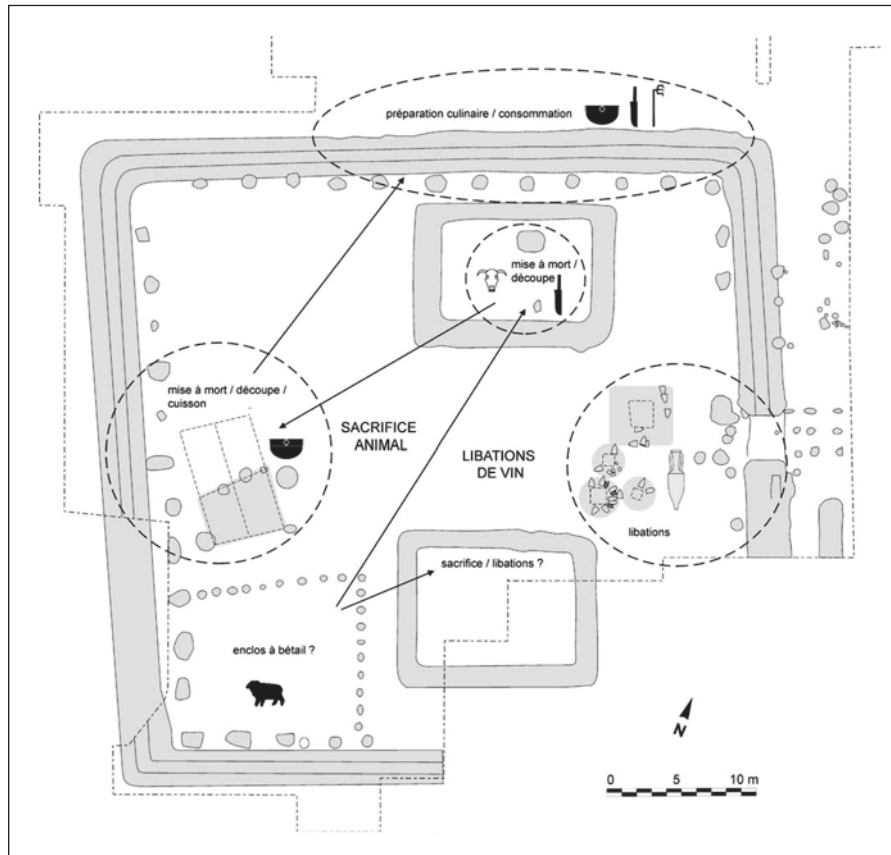 préparation culinaire / consommation
mise à mort /
découpe
mise à mort / découpe /
cuisson
SACRIFICE
ANIMAL
LIBATIONS
DE VIN
libations
sacrifice / libations ?
enclos à bétail ?
N
0 5 10 m